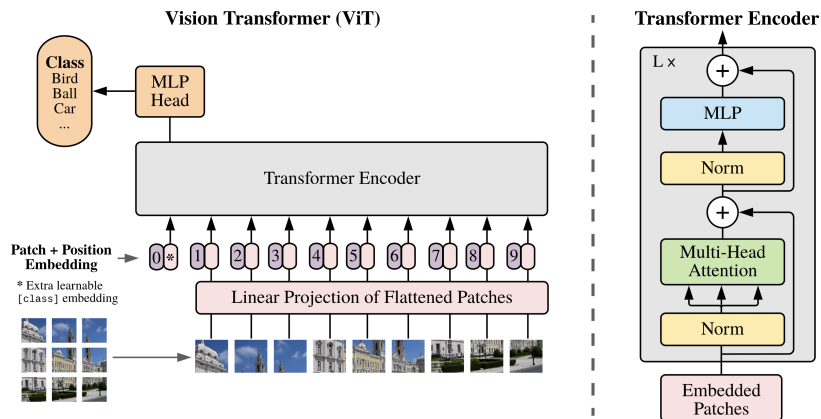 Vision Transformer (ViT)
Class
Bird
Ball
Car
...
MLP
Head
Transformer Encoder
Patch + Position
Embedding
0 * 1 2 3 4 5 6 7 8 9
* Extra learnable
[class] embedding
Linear Projection of Flattened Patches
Transformer Encoder
L ×
+
MLP
Norm
+
Multi-Head
Attention
Norm
Embedded
Patches